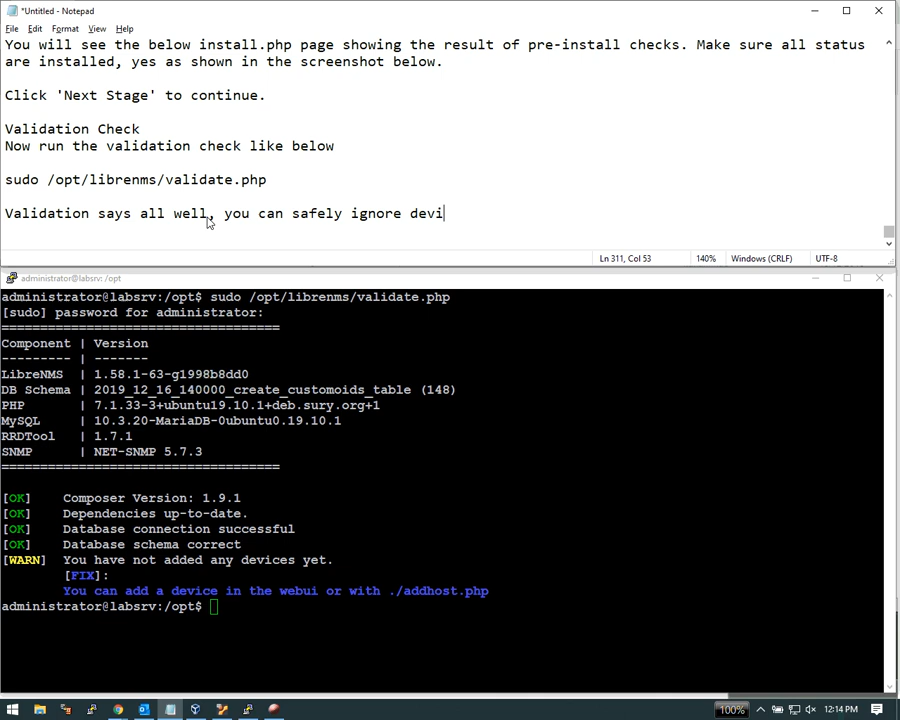 *Untitled - Notepad
File Edit Format View Help
You will see the below install.php page showing the result of pre-install checks. Make sure all status
are installed, yes as shown in the screenshot below.
Click 'Next Stage' to continue.
Validation Check
Now run the validation check like below
sudo /opt/librenms/validate.php
Validation says all well, you can safely ignore devi
Ln 311, Col 53 140% Windows (CRLF) UTF-8
administrator@labsrv: /opt
administrator@labsrv:/opt$ sudo /opt/librenms/validate.php
[sudo] password for administrator:
====================================
Component | Version
--------- | -------
LibreNMS | 1.58.1-63-g1998b8dd0
DB Schema | 2019_12_16_140000_create_customoids_table (148)
PHP | 7.1.33-3+ubuntu19.10.1+deb.sury.org+1
MySQL | 10.3.20-MariaDB-0ubuntu0.19.10.1
RRDTool | 1.7.1
SNMP | NET-SNMP 5.7.3
====================================
[OK] Composer Version: 1.9.1
[OK] Dependencies up-to-date.
[OK] Database connection successful
[OK] Database schema correct
[WARN] You have not added any devices yet.
[FIX]:
You can add a device in the webui or with ./addhost.php
administrator@labsrv:/opt$
100% 12:14 PM